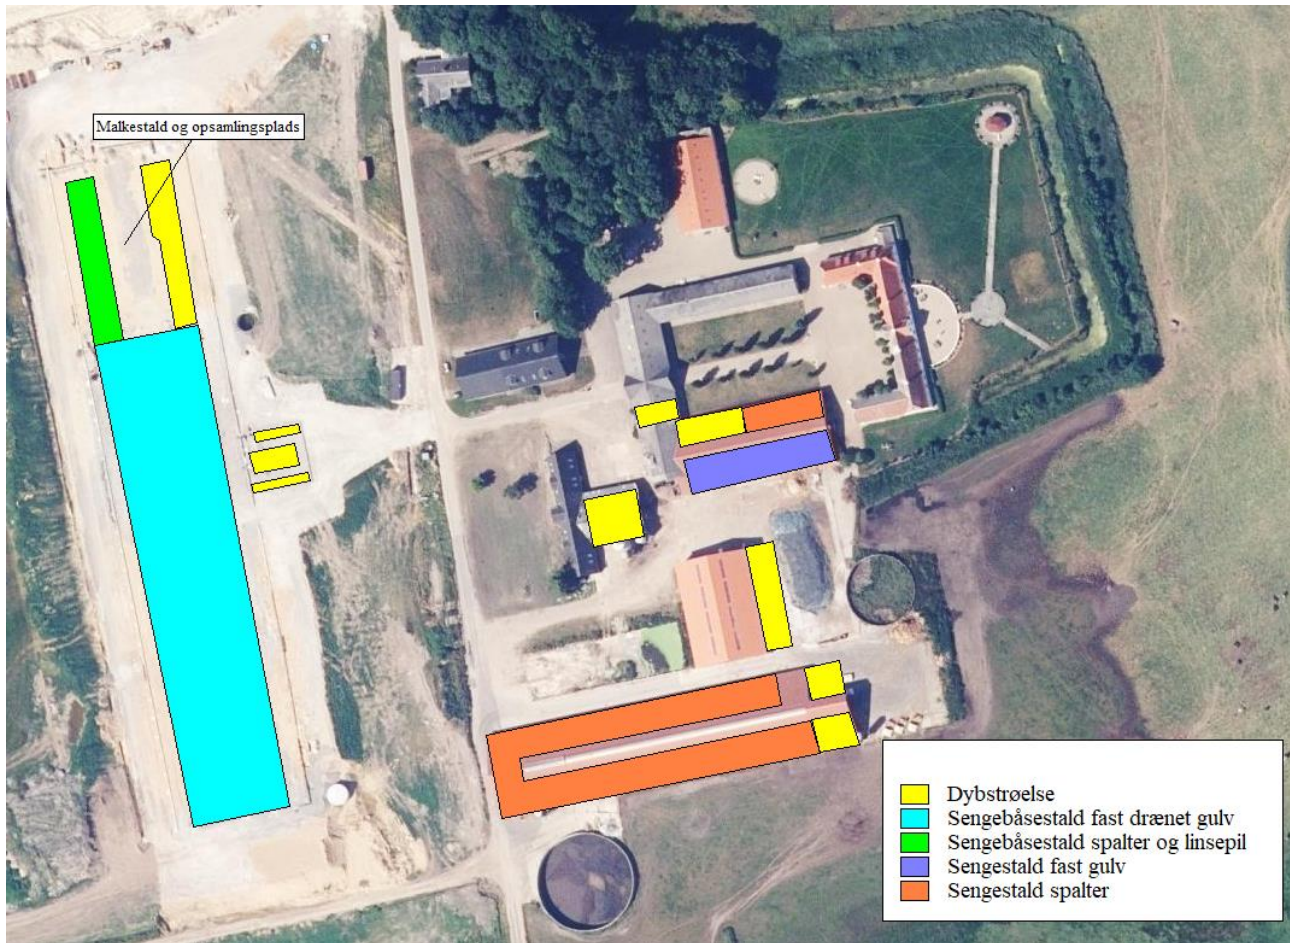 Malkestald og opsamlingsplads
Dybstrøelse
Sengebåsestald fast drænet gulv
Sengebåsestald spalter og linsepil
Sengestald fast gulv
Sengestald spalter